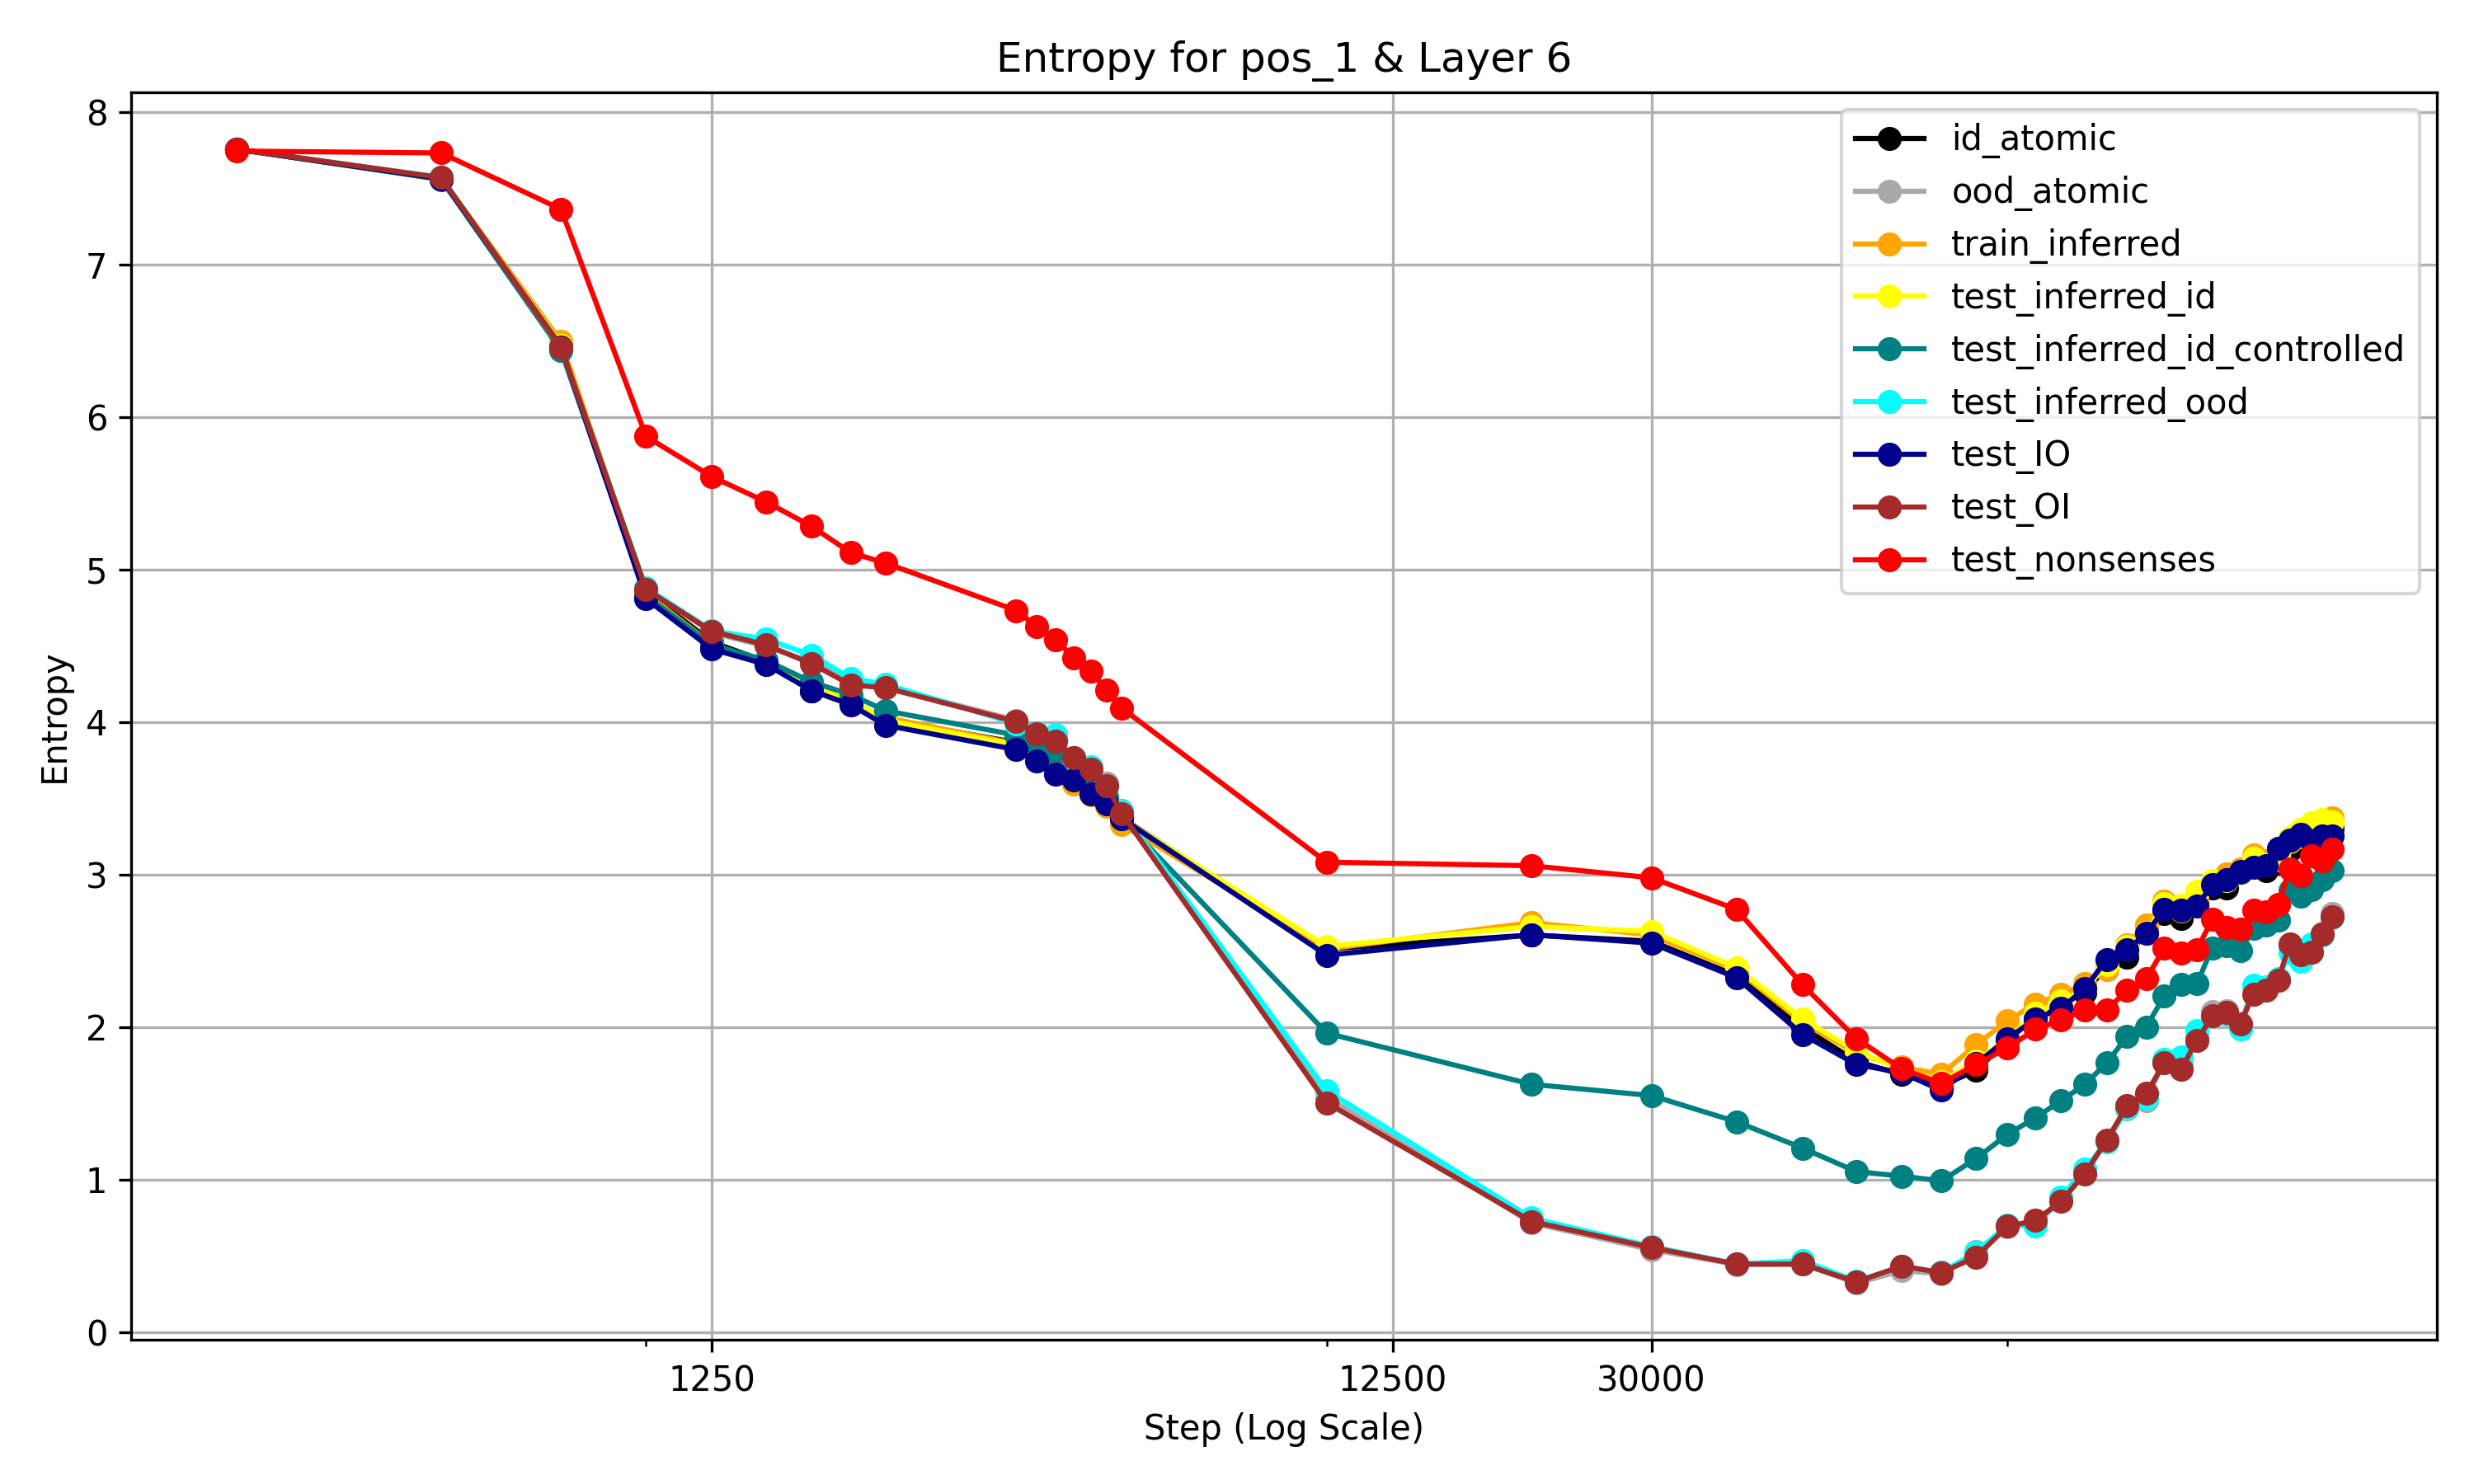 Entropy for pos_1 & Layer 6
8
7
6
5
4
3
2
1
0
Entropy
id_atomic
ood_atomic
train_inferred
test_inferred_id
test_inferred_id_controlled
test_inferred_ood
test_IO
test_OI
test_nonsenses
1250
12500
30000
Step (Log Scale)